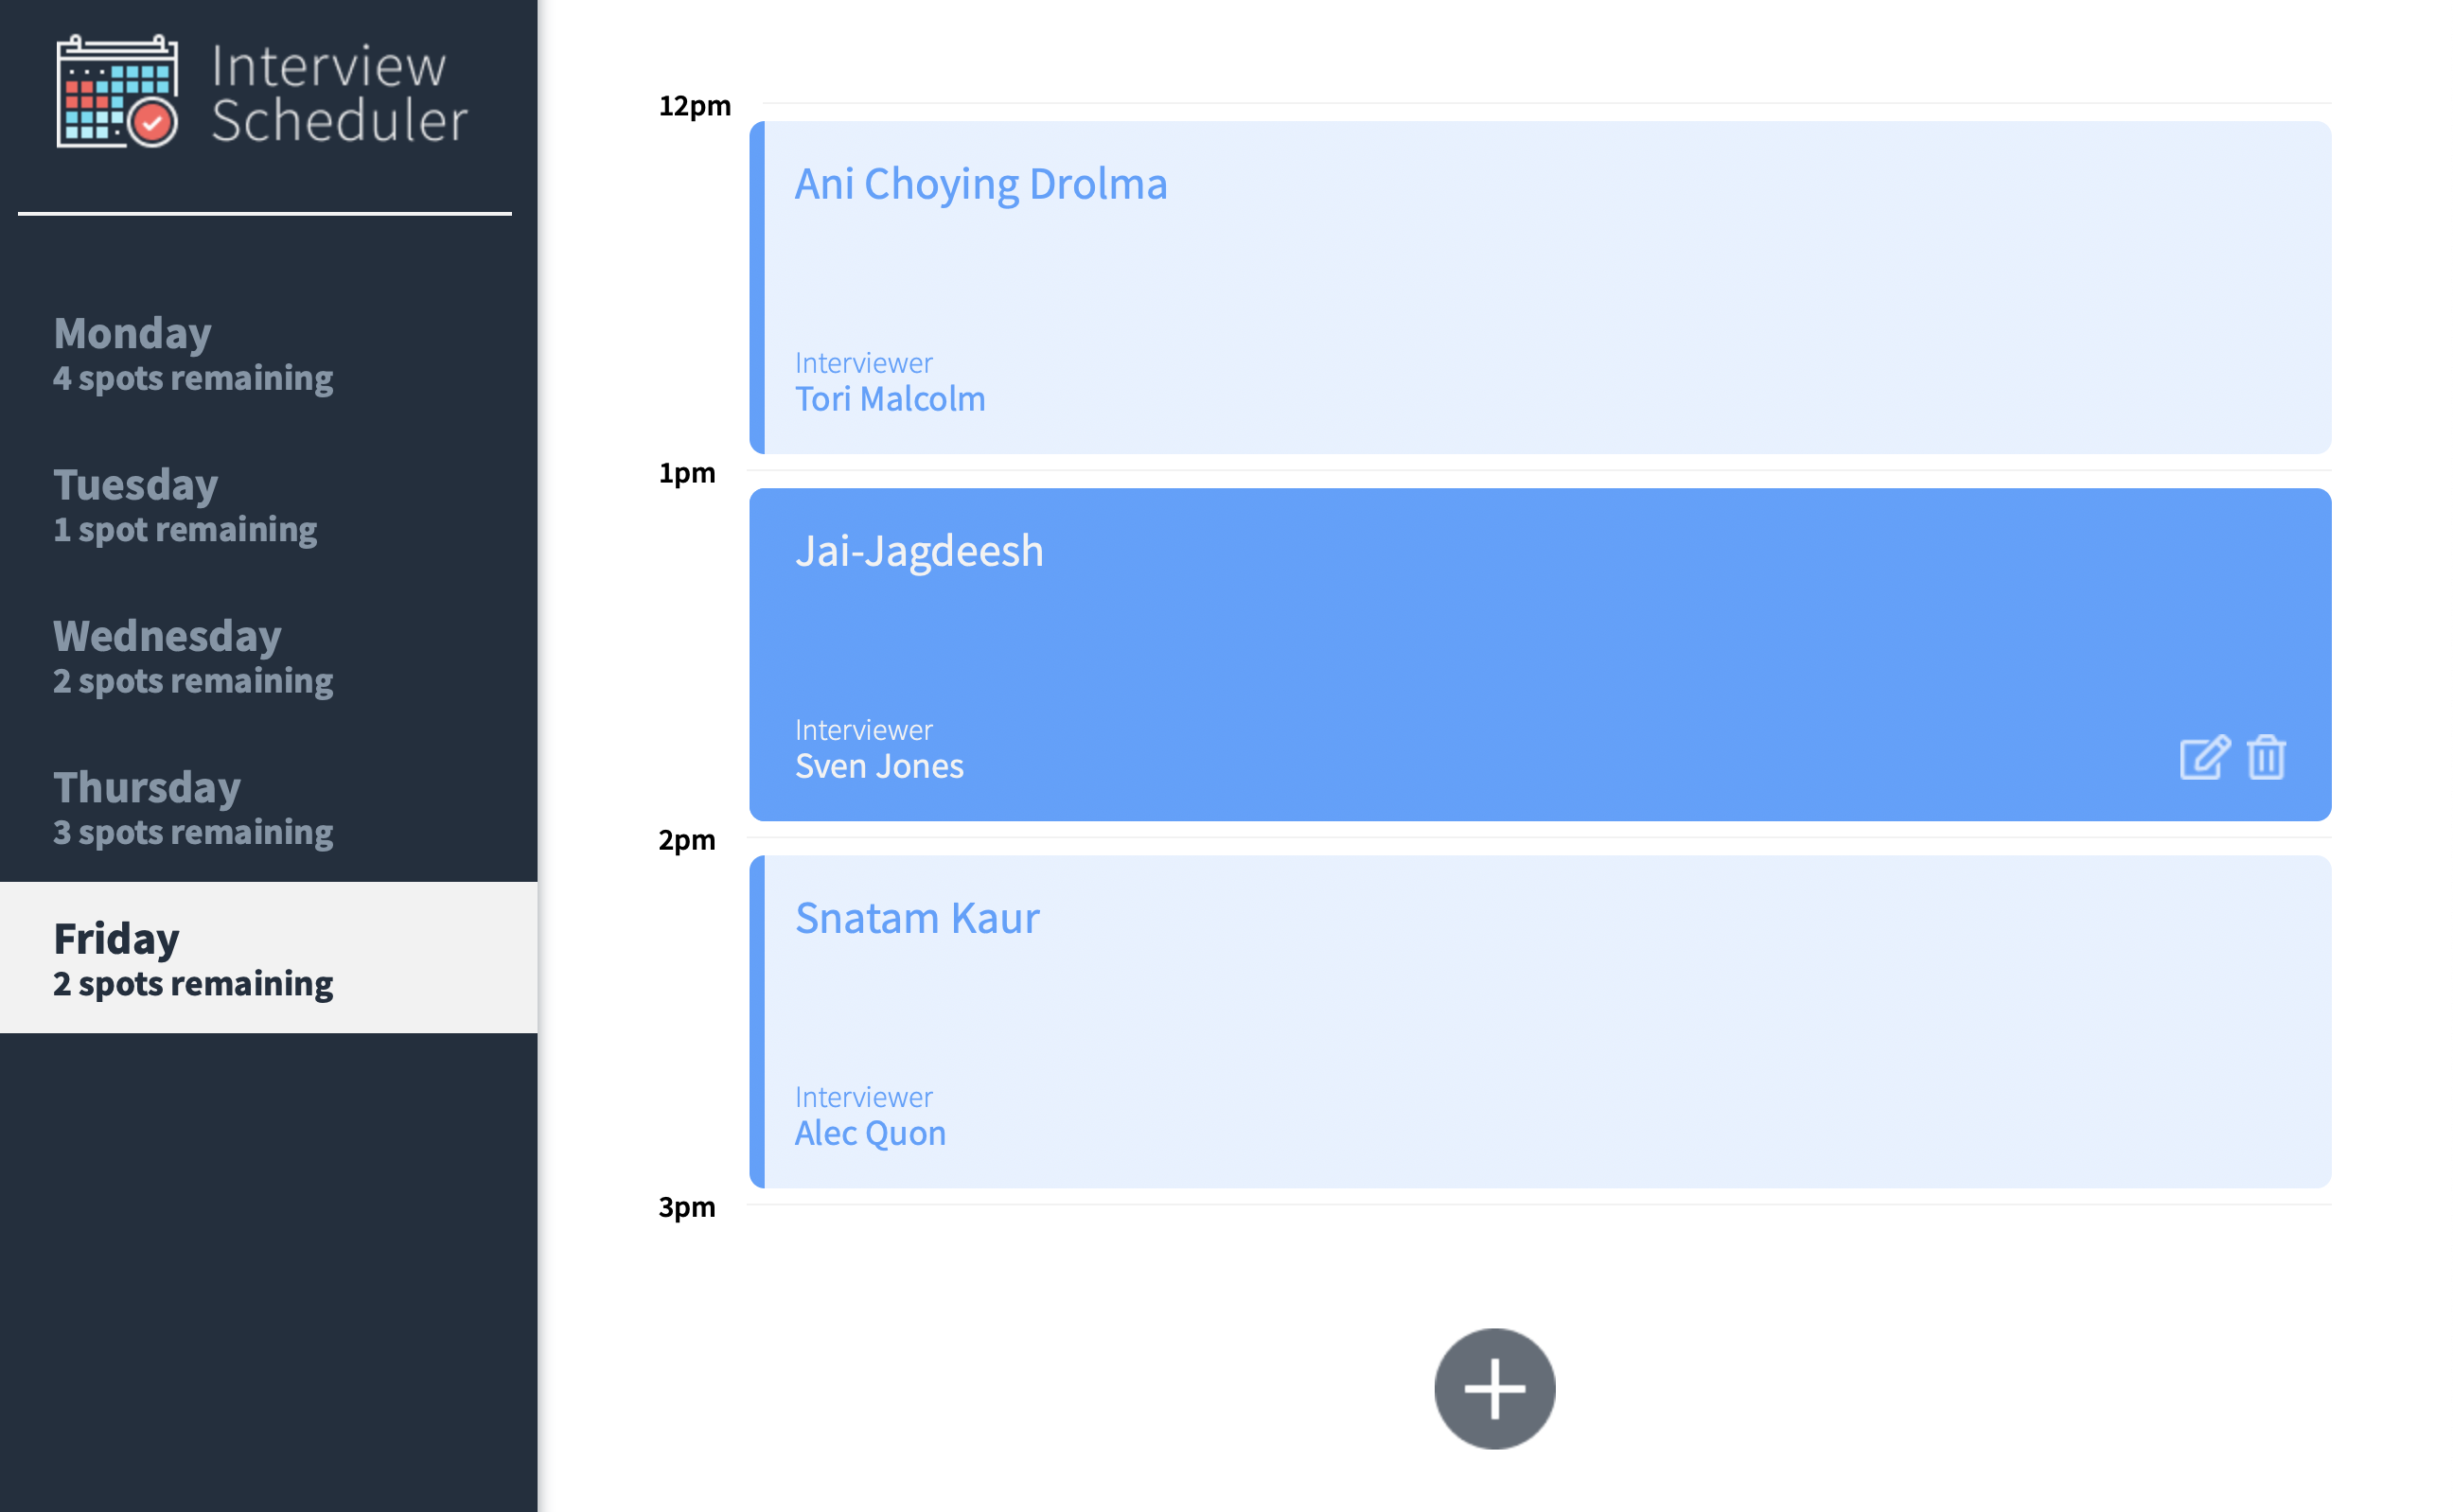 Interview
Scheduler
Monday
4 spots remaining
Tuesday
1 spot remaining
Wednesday
2 spots remaining
Thursday
3 spots remaining
Friday
2 spots remaining
12pm
Ani Choying Drolma
Interviewer
Tori Malcolm
1pm
Jai-Jagdeesh
Interviewer
Sven Jones
2pm
Snatam Kaur
Interviewer
Alec Quon
3pm